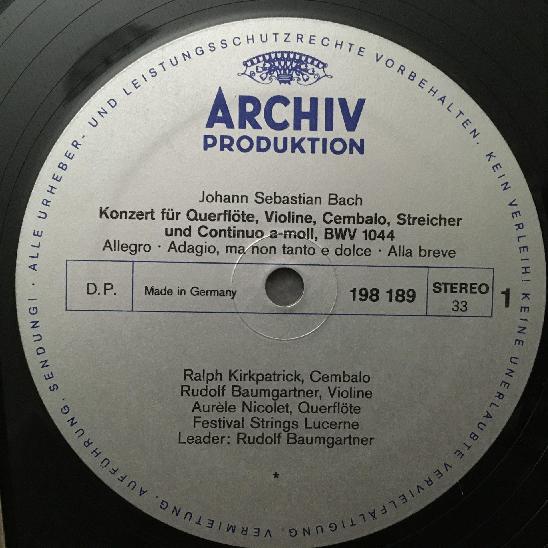 ALLE URHEBER- UND LEISTUNGSSCHUTZRECHTE VORBEHALTEN. KEIN VERLEIH! KEINE UNERLAUBTE VERVIELFÄLTIGUNG, VERMIETUNG, AUFFÜHRUNG, SENDUNG!
ARCHIV
PRODUKTION
Johann Sebastian Bach
Konzert für Querflöte, Violine, Cembalo, Streicher
und Continuo a-moll, BWV 1044
Allegro · Adagio, ma non tanto e dolce · Alla breve
D.P. Made in Germany 198 189 STEREO 1
33
Ralph Kirkpatrick, Cembalo
Rudolf Baumgartner, Violine
Aurèle Nicolet, Querflöte
Festival Strings Lucerne
Leader: Rudolf Baumgartner
*